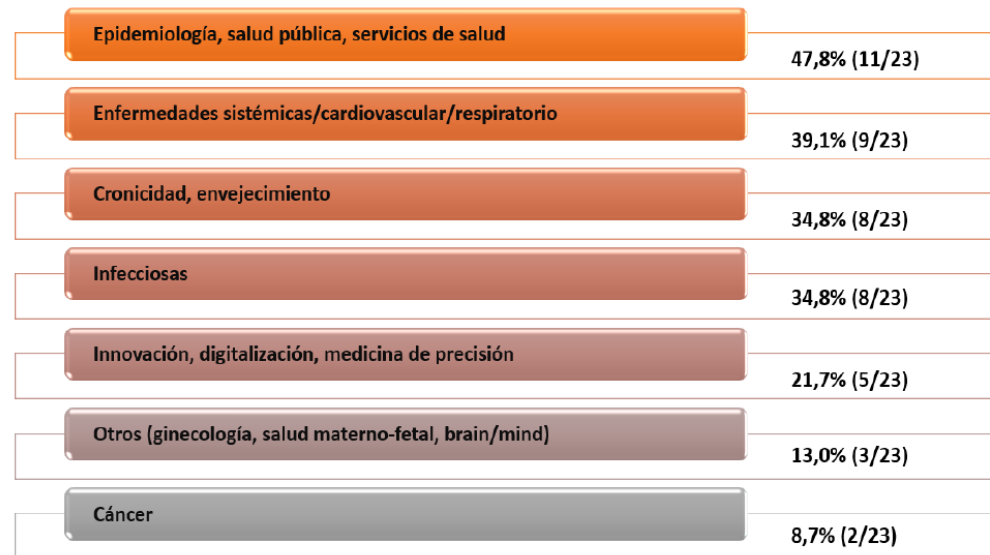 Epidemiología, salud pública, servicios de salud
47,8% (11/23)
Enfermedades sistémicas/cardiovascular/respiratorio
39,1% (9/23)
Cronicidad, envejecimiento
34,8% (8/23)
Infecciosas
34,8% (8/23)
Innovación, digitalización, medicina de precisión
21,7% (5/23)
Otros (ginecología, salud materno-fetal, brain/mind)
13,0% (3/23)
Cáncer
8,7% (2/23)